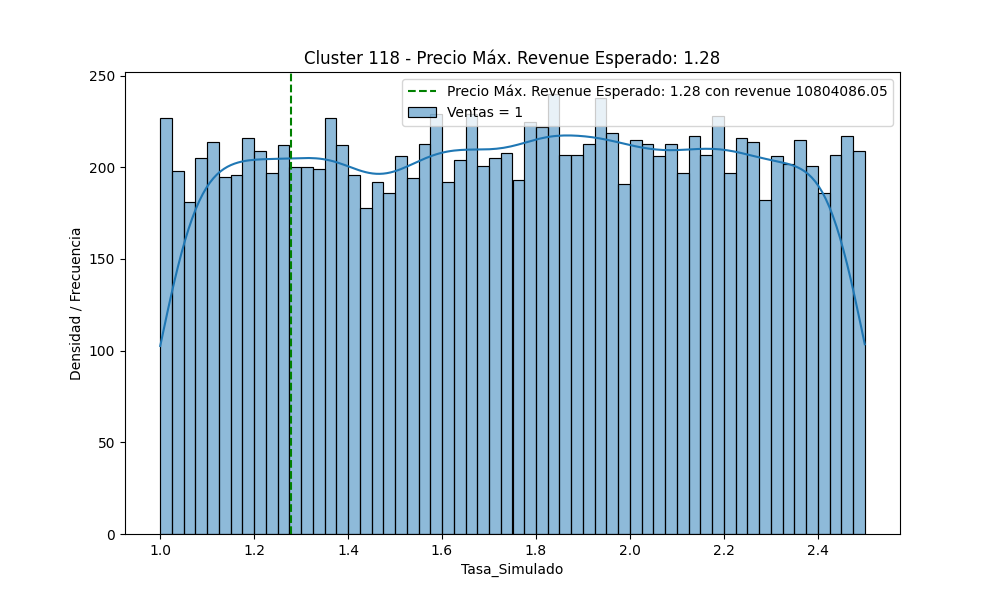 Cluster 118 - Precio Máx. Revenue Esperado: 1.28
Precio Máx. Revenue Esperado: 1.28 con revenue 10804086.05
Ventas = 1
Densidad / Frecuencia
250
200
150
100
50
0
1.0 1.2 1.4 1.6 1.8 2.0 2.2 2.4
Tasa_Simulado